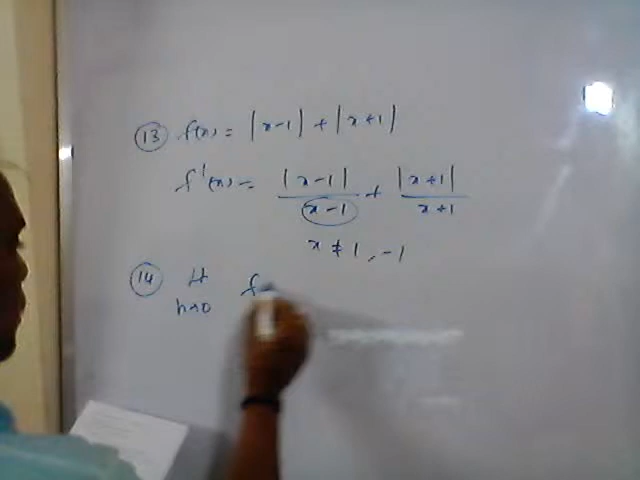 (13) f(x) = |x-1| + |x+1|
f'(x) = |x-1| / (x-1) + |x+1| / x+1
x ≠ 1, -1
(14) lt f
h→0